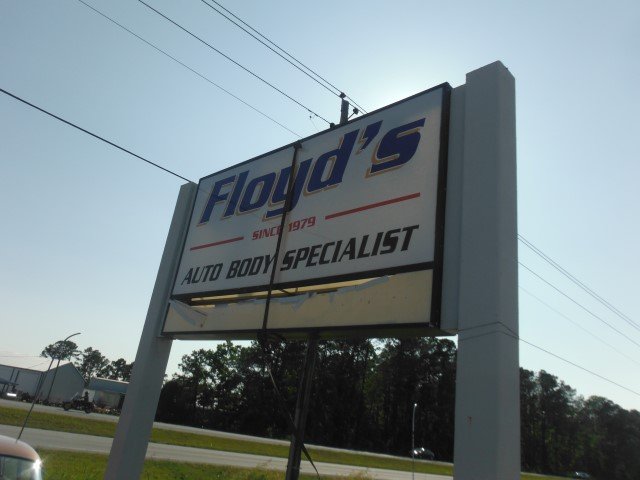 Floyd's
SINCE 1979
AUTO BODY SPECIALIST